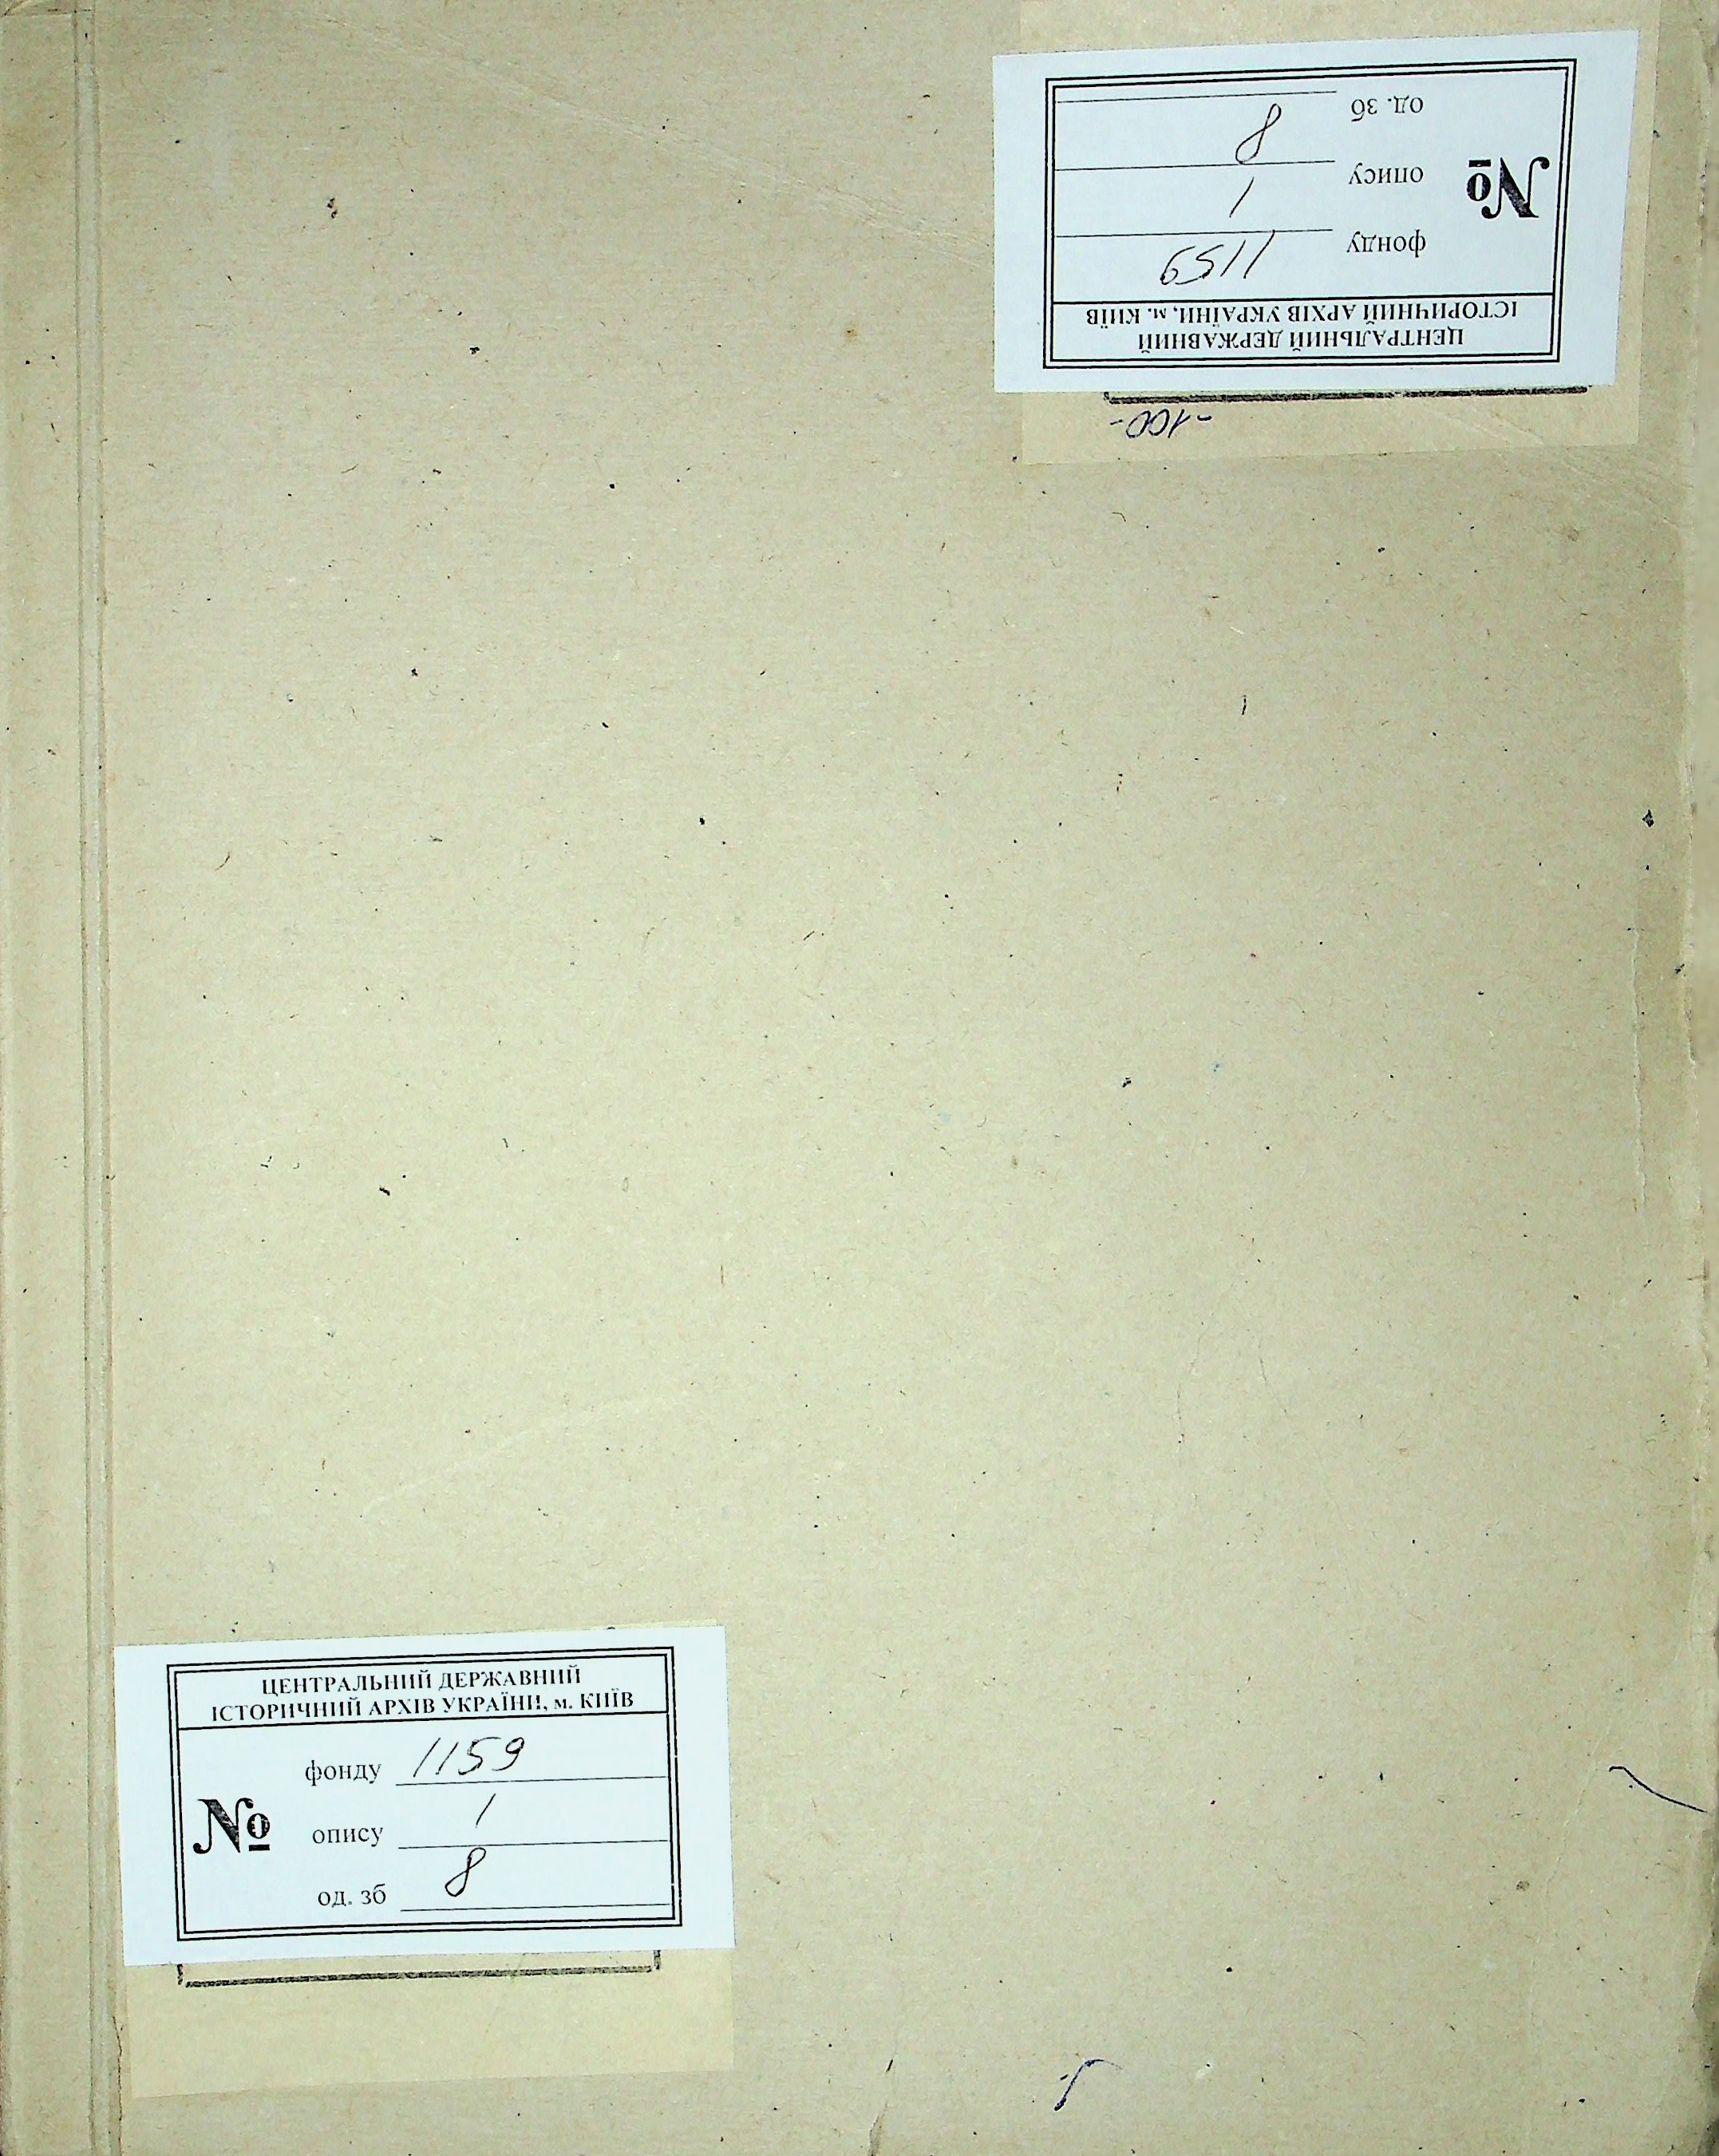 ЦЕНТРАЛЬНИЙ ДЕРЖАВНИЙ
ІСТОРИЧНИЙ АРХІВ УКРАЇНИ, м. КИЇВ
№
фонду 1159
опису 1
од. зб 8
-100-
ЦЕНТРАЛЬНИЙ ДЕРЖАВНИЙ
ІСТОРИЧНИЙ АРХІВ УКРАЇНИ, м. КИЇВ
фонду 1159
№ опису 1
од. зб 8